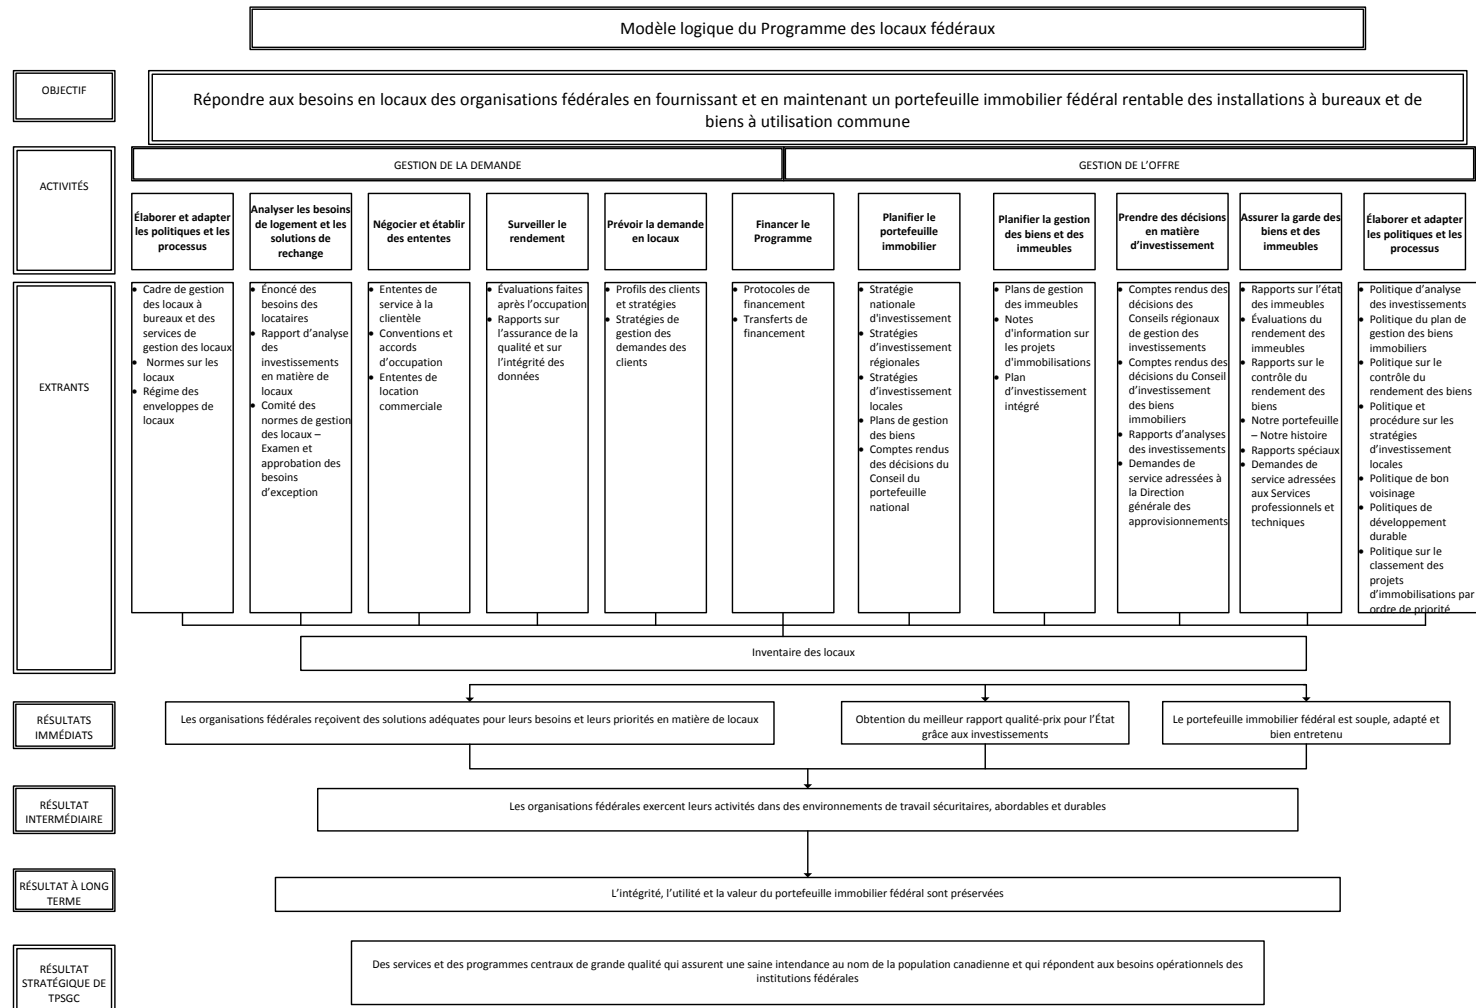 Modèle logique du Programme des locaux fédéraux
OBJECTIF
Répondre aux besoins en locaux des organisations fédérales en fournissant et en maintenant un portefeuille immobilier fédéral rentable des installations à bureaux et de
biens à utilisation commune
ACTIVITÉS
GESTION DE LA DEMANDE
GESTION DE L’OFFRE
Élaborer et adapter
les politiques et les
processus
Analyser les besoins
de logement et les
solutions de
rechange
Négocier et établir
des ententes
Surveiller le
rendement
Prévoir la demande
en locaux
Financer le
Programme
Planifier le
portefeuille
immobilier
Planifier la gestion
des biens et des
immeubles
Prendre des décisions
en matière
d’investissement
Assurer la garde des
biens et des
immeubles
Élaborer et adapter
les politiques et les
processus
EXTRANTS
• Cadre de gestion
des locaux à
bureaux et des
services de
gestion des locaux
• Normes sur les
locaux
• Régime des
enveloppes de
locaux
• Énoncé des
besoins des
locataires
• Rapport d’analyse
des
investissements
en matière de
locaux
• Comité des
normes de gestion
des locaux –
Examen et
approbation des
besoins
d’exception
• Ententes de
service à la
clientèle
• Conventions et
accords
d’occupation
• Ententes de
location
commerciale
• Évaluations faites
après l’occupation
• Rapports sur
l’assurance de la
qualité et sur
l’intégrité des
données
• Profils des clients
et stratégies
• Stratégies de
gestion des
demandes des
clients
• Protocoles de
financement
• Transferts de
financement
• Stratégie
nationale
d'investissement
• Stratégies
d’investissement
régionales
• Stratégies
d’investissement
locales
• Plans de gestion
des biens
• Comptes rendus
des décisions du
Conseil du
portefeuille
national
• Plans de gestion
des immeubles
• Notes
d'information sur
les projets
d'immobilisations
• Plan
d’investissement
intégré
• Comptes rendus des
décisions des
Conseils régionaux
de gestion des
investissements
• Comptes rendus des
décisions du Conseil
d’investissement
des biens
immobiliers
• Rapports d’analyses
des investissements
• Demandes de
service adressées à
la Direction
générale des
approvisionnements
• Rapports sur l’état
des immeubles
• Évaluations du
rendement des
immeubles
• Rapports sur le
contrôle du
rendement des
biens
• Notre portefeuille
– Notre histoire
• Rapports spéciaux
• Demandes de
service adressées
aux Services
professionnels et
techniques
• Politique d’analyse
des investissements
• Politique du plan de
gestion des biens
immobiliers
• Politique sur le
contrôle du
rendement des biens
• Politique et
procédure sur les
stratégies
d’investissement
locales
• Politique de bon
voisinage
• Politiques de
développement
durable
• Politique sur le
classement des
projets
d’immobilisations par
ordre de priorité
Inventaire des locaux
RÉSULTATS
IMMÉDIATS
Les organisations fédérales reçoivent des solutions adéquates pour leurs besoins et leurs priorités en matière de locaux
Obtention du meilleur rapport qualité-prix pour l’État
grâce aux investissements
Le portefeuille immobilier fédéral est souple, adapté et
bien entretenu
RÉSULTAT
INTERMÉDIAIRE
Les organisations fédérales exercent leurs activités dans des environnements de travail sécuritaires, abordables et durables
RÉSULTAT À LONG
TERME
L’intégrité, l’utilité et la valeur du portefeuille immobilier fédéral sont préservées
RÉSULTAT
STRATÉGIQUE DE
TPSGC
Des services et des programmes centraux de grande qualité qui assurent une saine intendance au nom de la population canadienne et qui répondent aux besoins opérationnels des
institutions fédérales